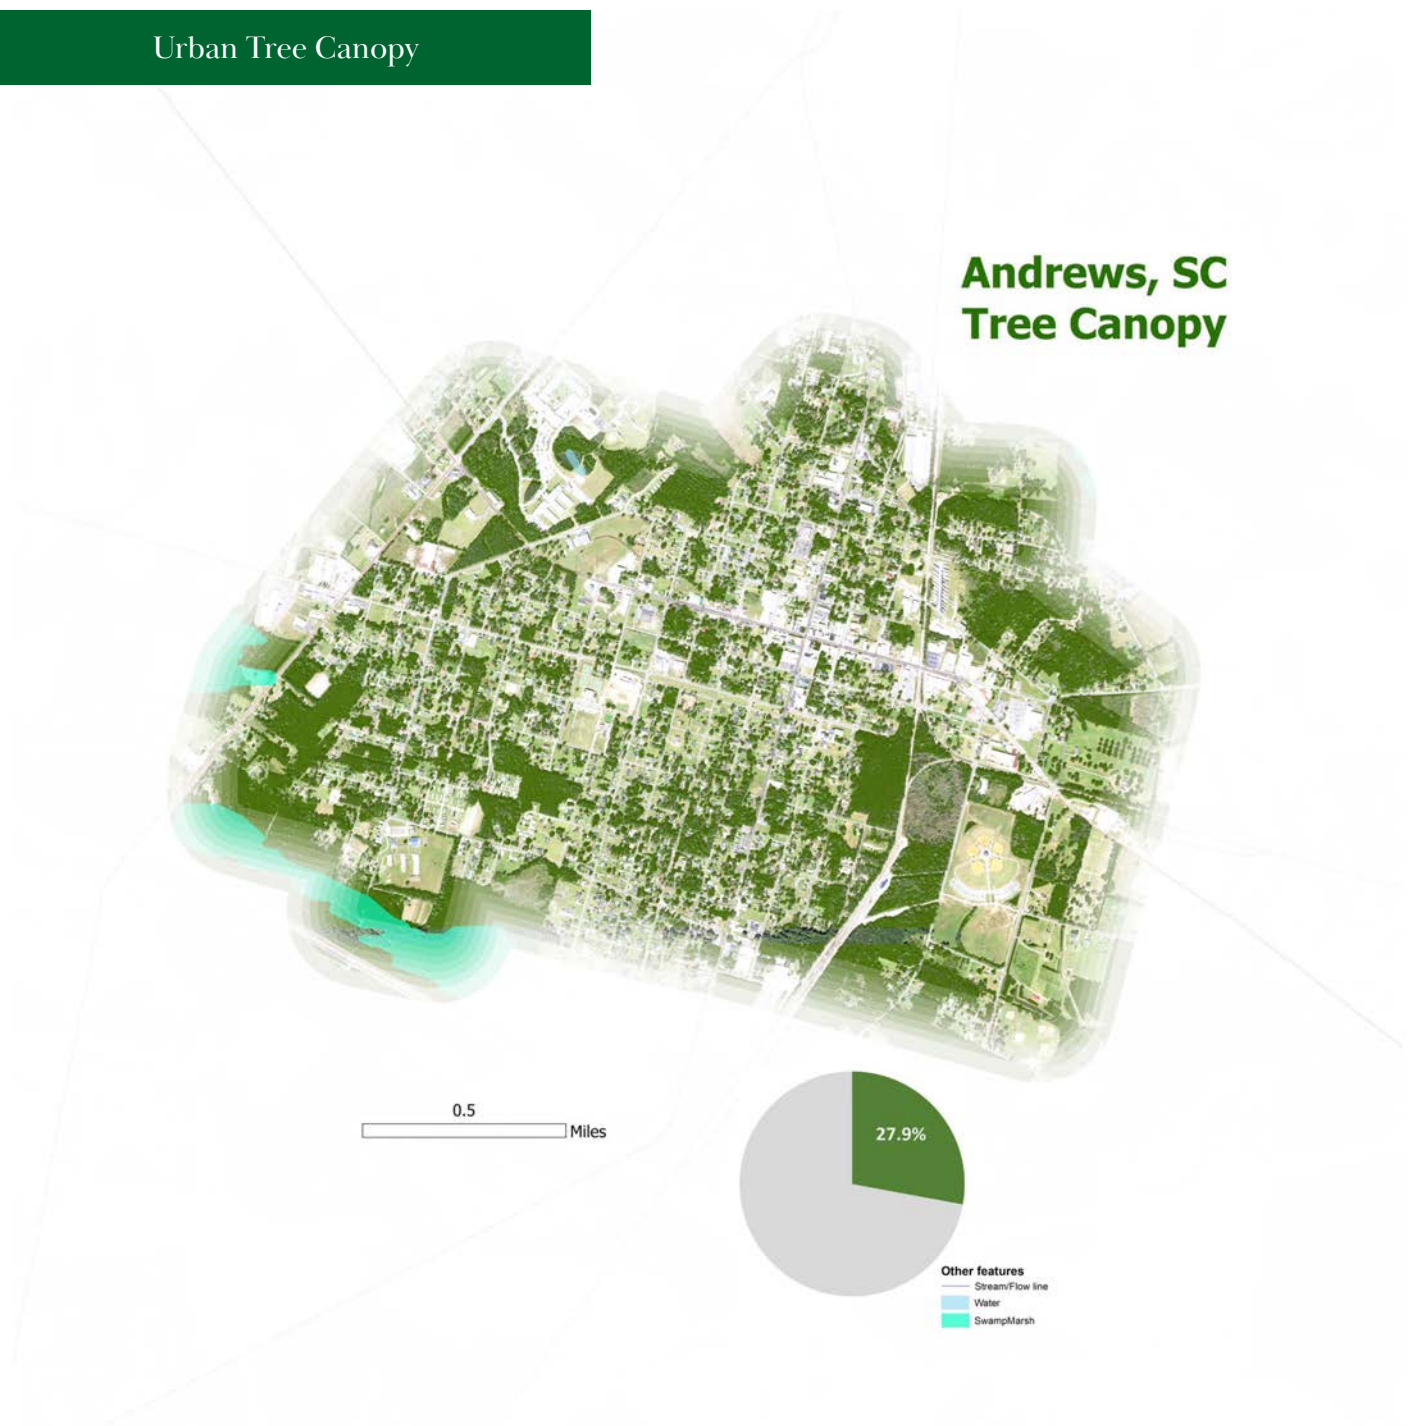 Urban Tree Canopy
Andrews, SC
Tree Canopy
0.5
Miles
27.9%
Other features
Stream/Flow line
Water
SwampMarsh